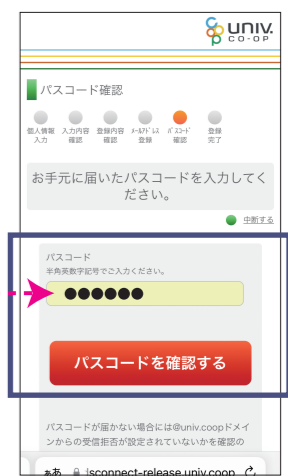 UNIV.
CO-OP
パスコード確認
個人情報 入力内容 登録内容 メールアドレス パスコード 登録
入力 確認 確認 登録 確認 完了
お手元に届いたパスコードを入力してく
ださい。
中断する
パスコード
半角英数字記号でご入力ください。
●●●●●●
パスコードを確認する
パスコードが届かない場合には@univ.coopドメイ
ンからの受信拒否が設定されていないかを確認の
ぁあ sconnect-release.univ.coop